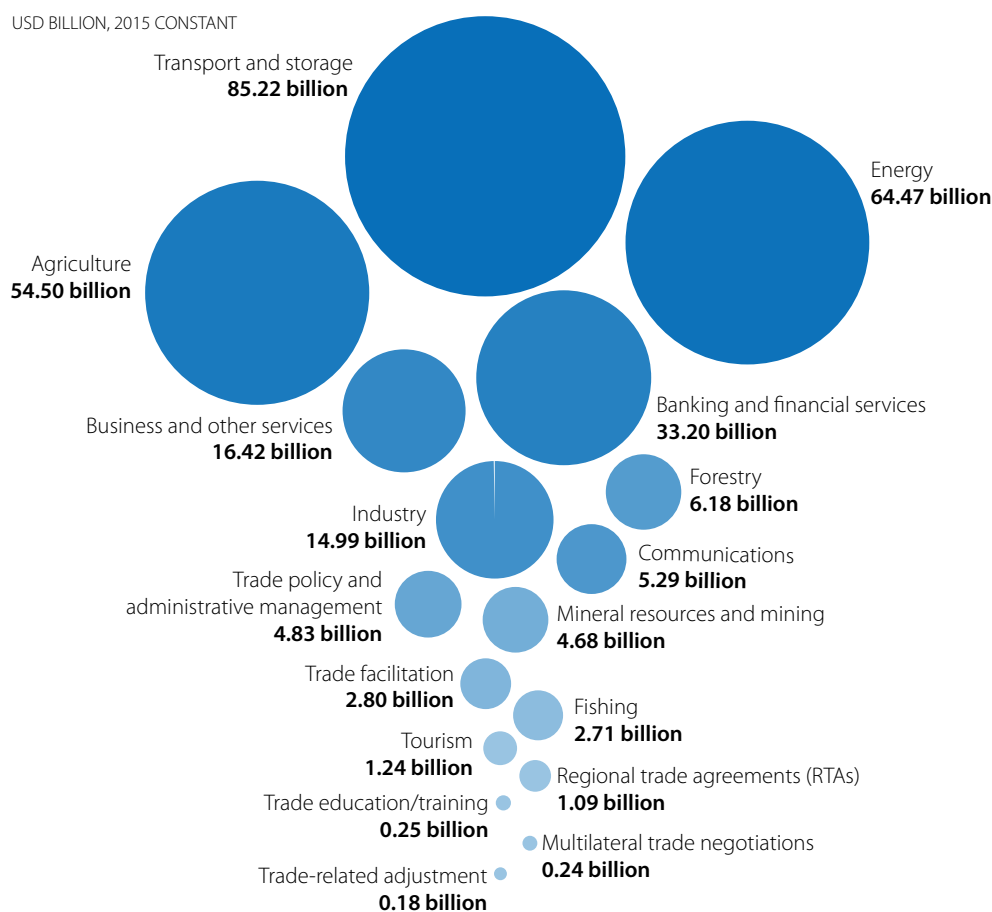 USD BILLION, 2015 CONSTANT
Transport and storage
85.22 billion
Energy
64.47 billion
Agriculture
54.50 billion
Banking and financial services
33.20 billion
Business and other services
16.42 billion
Forestry
6.18 billion
Industry
14.99 billion
Communications
5.29 billion
Trade policy and
administrative management
4.83 billion
Mineral resources and mining
4.68 billion
Trade facilitation
2.80 billion
Fishing
2.71 billion
Tourism
1.24 billion
Regional trade agreements (RTAs)
1.09 billion
Trade education/training
0.25 billion
Multilateral trade negotiations
0.24 billion
Trade-related adjustment
0.18 billion